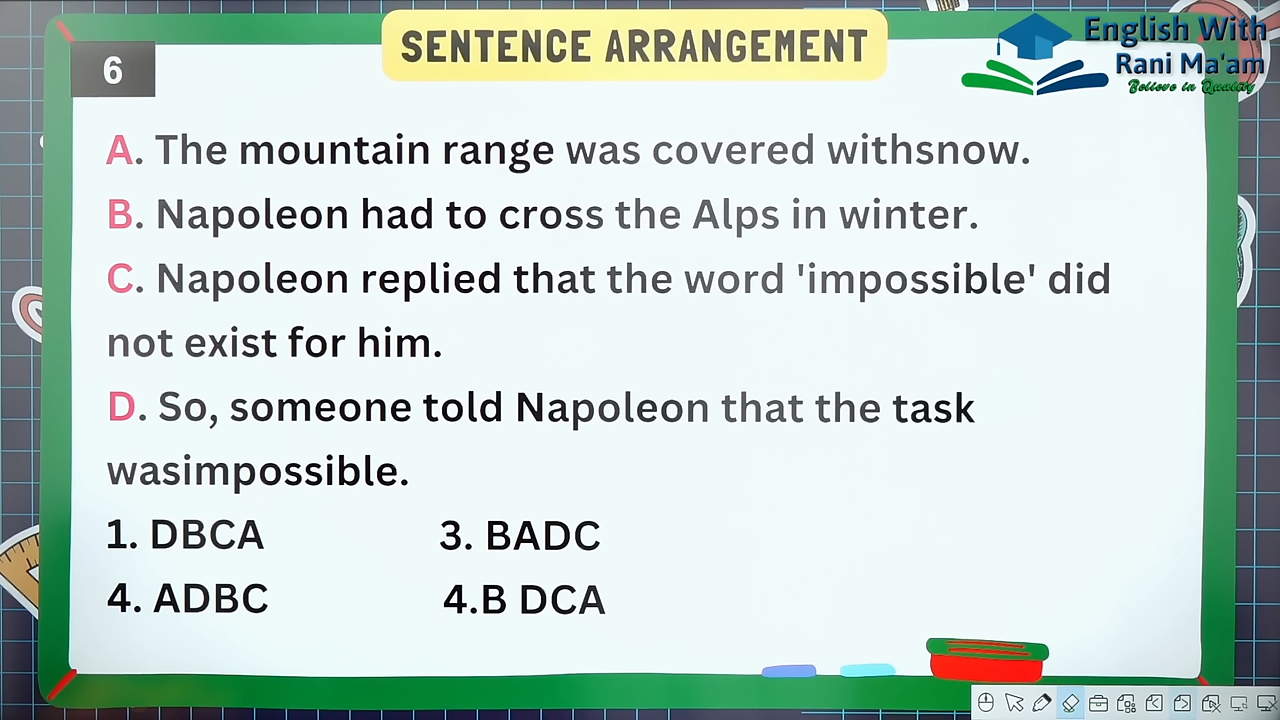 SENTENCE ARRANGEMENT
English With
Rani Ma'am
Believe in Quality
6
A. The mountain range was covered withsnow.
B. Napoleon had to cross the Alps in winter.
C. Napoleon replied that the word 'impossible' did
not exist for him.
D. So, someone told Napoleon that the task
wasimpossible.
1. DBCA 3. BADC
4. ADBC 4.B DCA